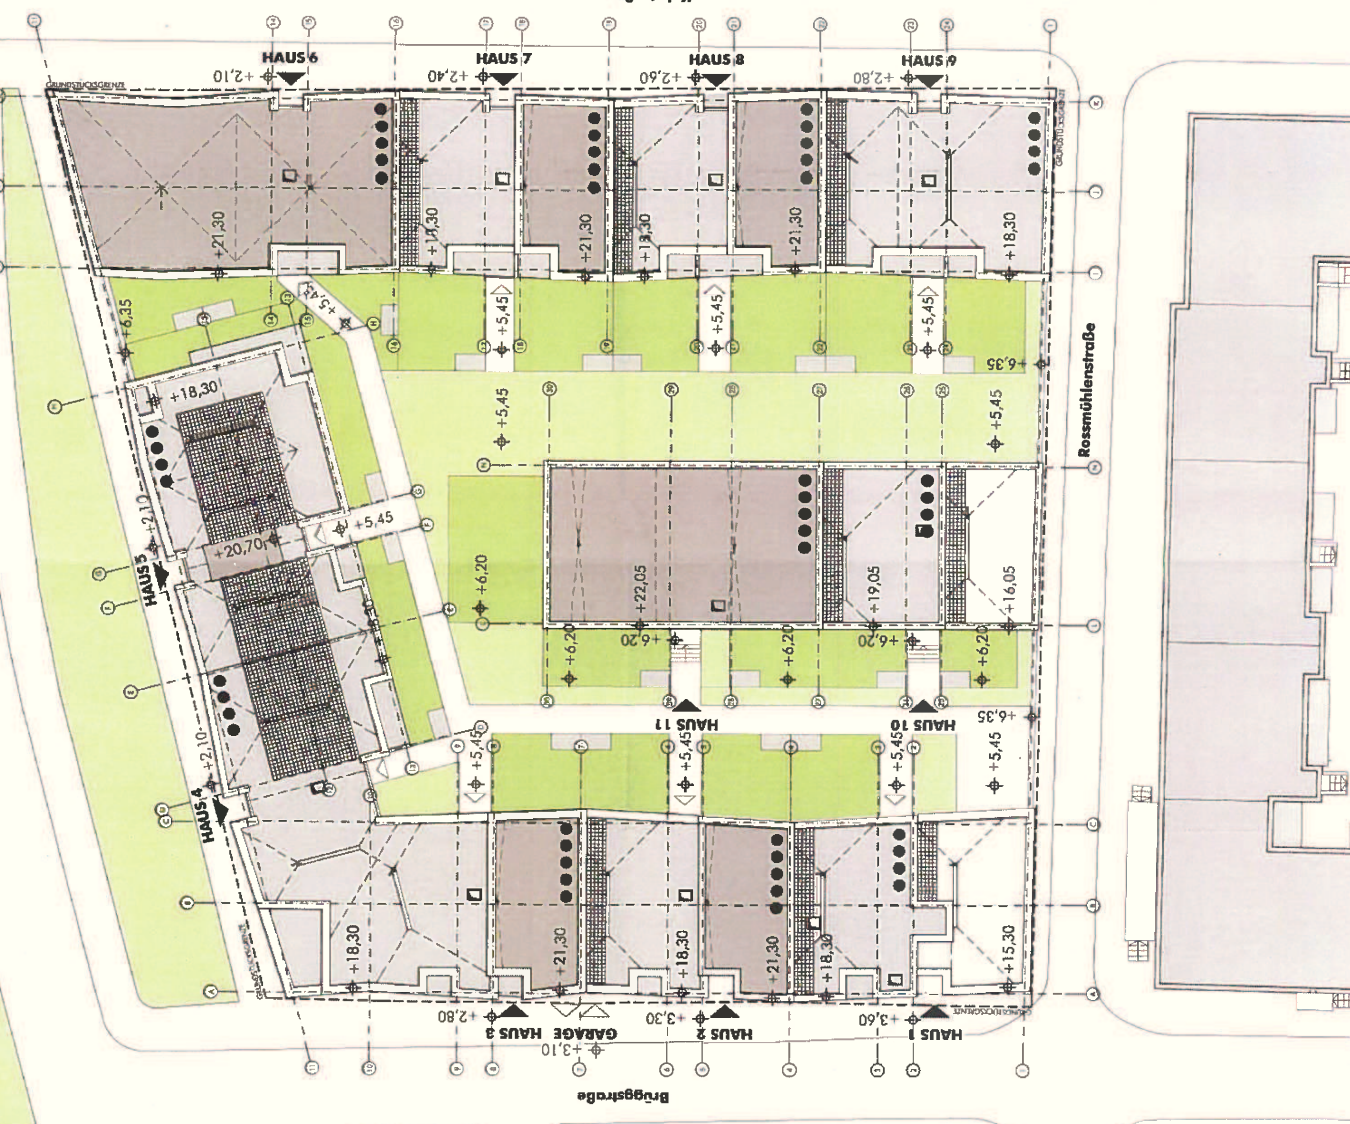 HAUS 6
HAUS 7
HAUS 8
HAUS 9
+2,10
+2,40
+2,60
+2,80
GRUNDSTÜCKSGRENZE
GRUNDSTÜCKSGRENZE
+21,30
+21,30
+18,30
+21,30
+18,30
+6,35
+5,45
+5,45
+5,45
+5,45
+6,35
Rossmühlenstraße
+18,30
+5,45
+5,45
+2,10
HAUS 5
+20,70
+5,45
+6,20
+22,05
+19,05
+16,05
+6,20
+6,20
+6,20
+6,20
+6,20
HAUS 11
HAUS 10
+6,35
+2,10
HAUS 4
+5,45
+5,45
+5,45
+5,45
+18,30
+21,30
+18,30
+21,30
+18,30
+15,30
+2,80
HAUS 3
GARAGE
+3,10
+3,30
HAUS 2
+3,60
HAUS 1
Brüggstraße